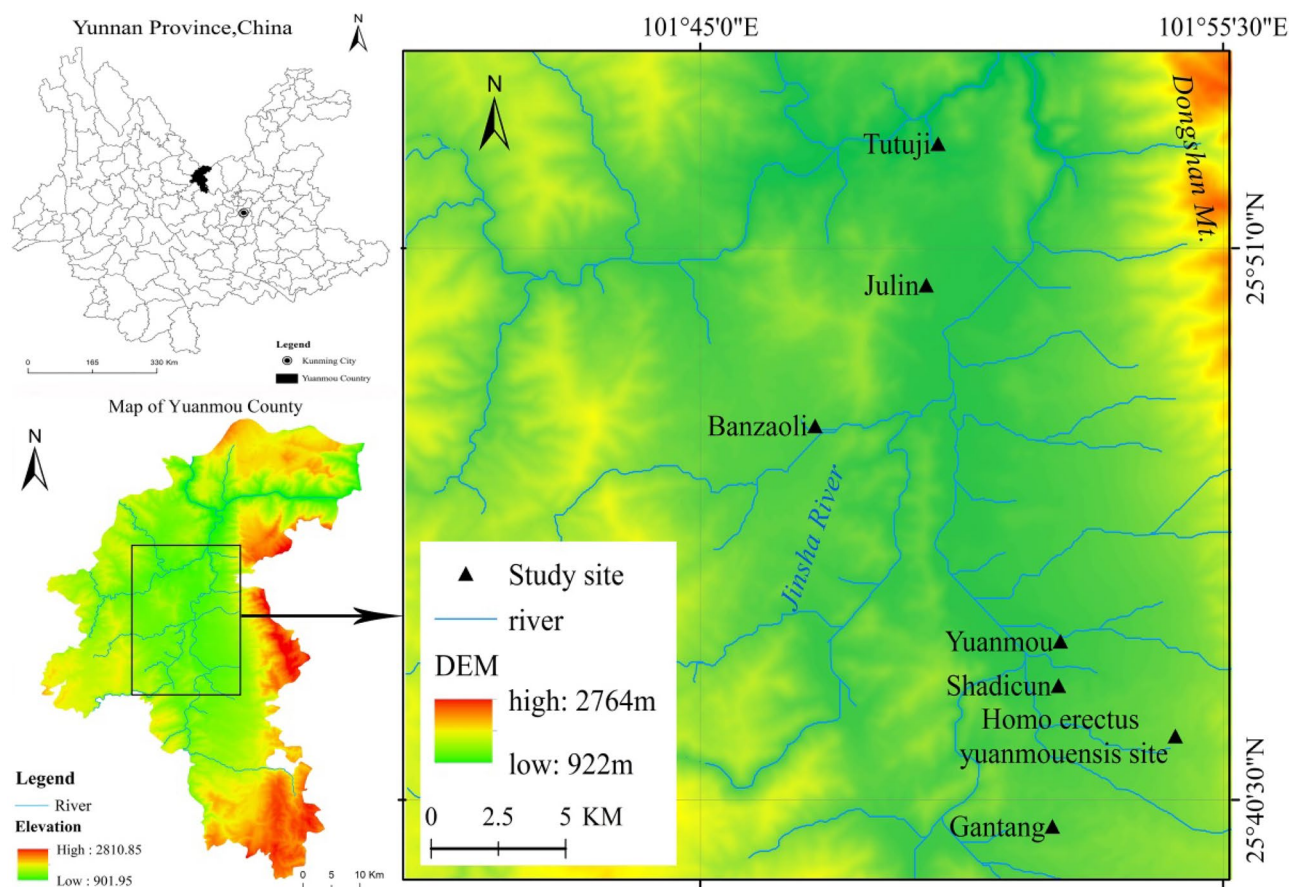 Yunnan Province,China
N
0 165 330 Km
Legend
Kunming City
Yuanmou Country
Map of Yuanmou County
N
Legend
River
Elevation
High : 2810.85
Low : 901.95
0 5 10 Km
101°45'0"E
101°55'30"E
N
Dongshan Mt.
Tutuji
25°51'0"N
Julin
Banzaoli
Jinsha River
Study site
river
DEM
high: 2764m
low: 922m
0 2.5 5 KM
Yuanmou
Shadicun
Homo erectus
yuanmouensis site
25°40'30"N
Gantang